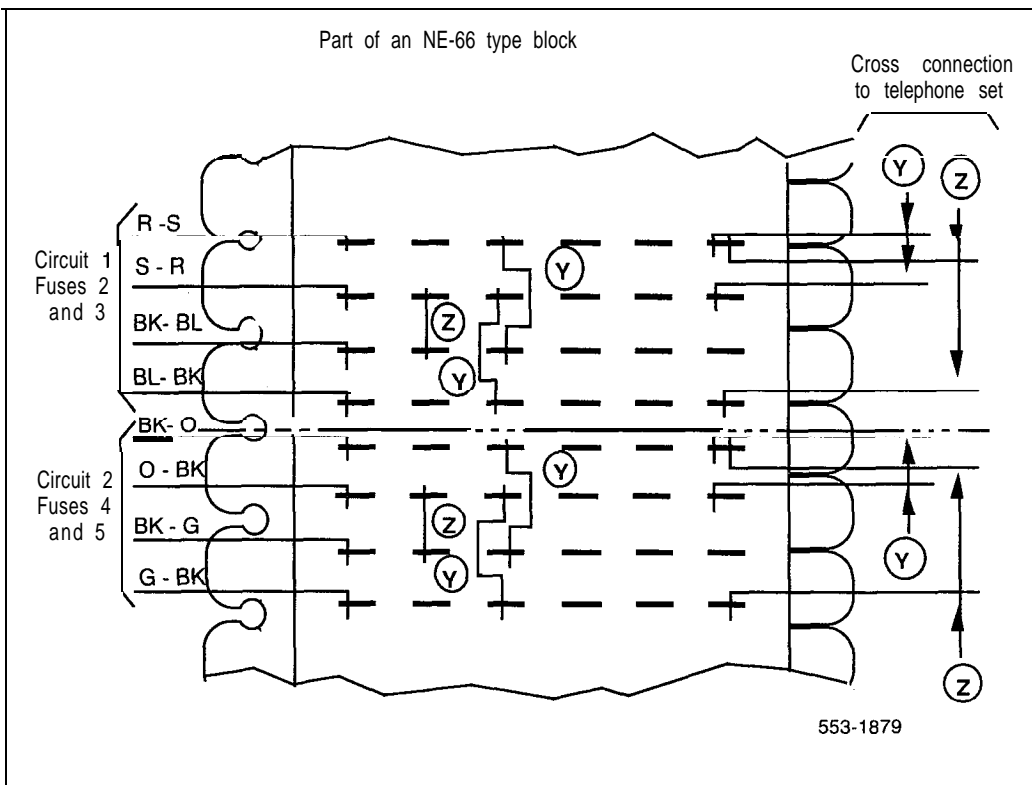 Part of an NE-66 type block
Cross connection
to telephone set
Y
Z
R -S
Circuit 1
Fuses 2
and 3
S - R
Y
BK- BL
Z
BL- BK
Y
BK- O
Circuit 2
Fuses 4
and 5
O - BK
Y
BK - G
Z
G - BK
Y
Y
Z
553-1879